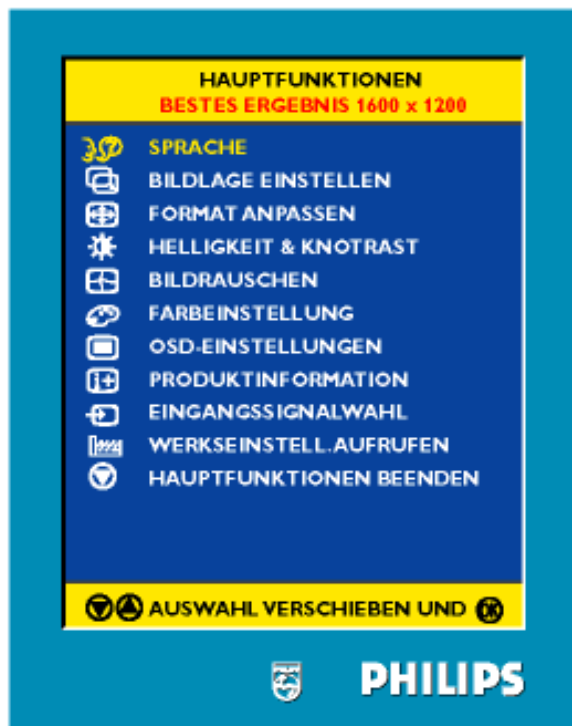 HAUPTFUNKTIONEN
BESTES ERGEBNIS 1600 x 1200
SPRACHE
BILDLAGE EINSTELLEN
FORMAT ANPASSEN
HELLIGKEIT & KNOTRAST
BILDRAUSCHEN
FARBEINSTELLUNG
OSD-EINSTELLUNGEN
PRODUKTINFORMATION
EINGANGSSIGNALWAHL
WERKSEINSTELL.AUFRUFEN
HAUPTFUNKTIONEN BEENDEN
AUSWAHL VERSCHIEBEN UND OK
PHILIPS